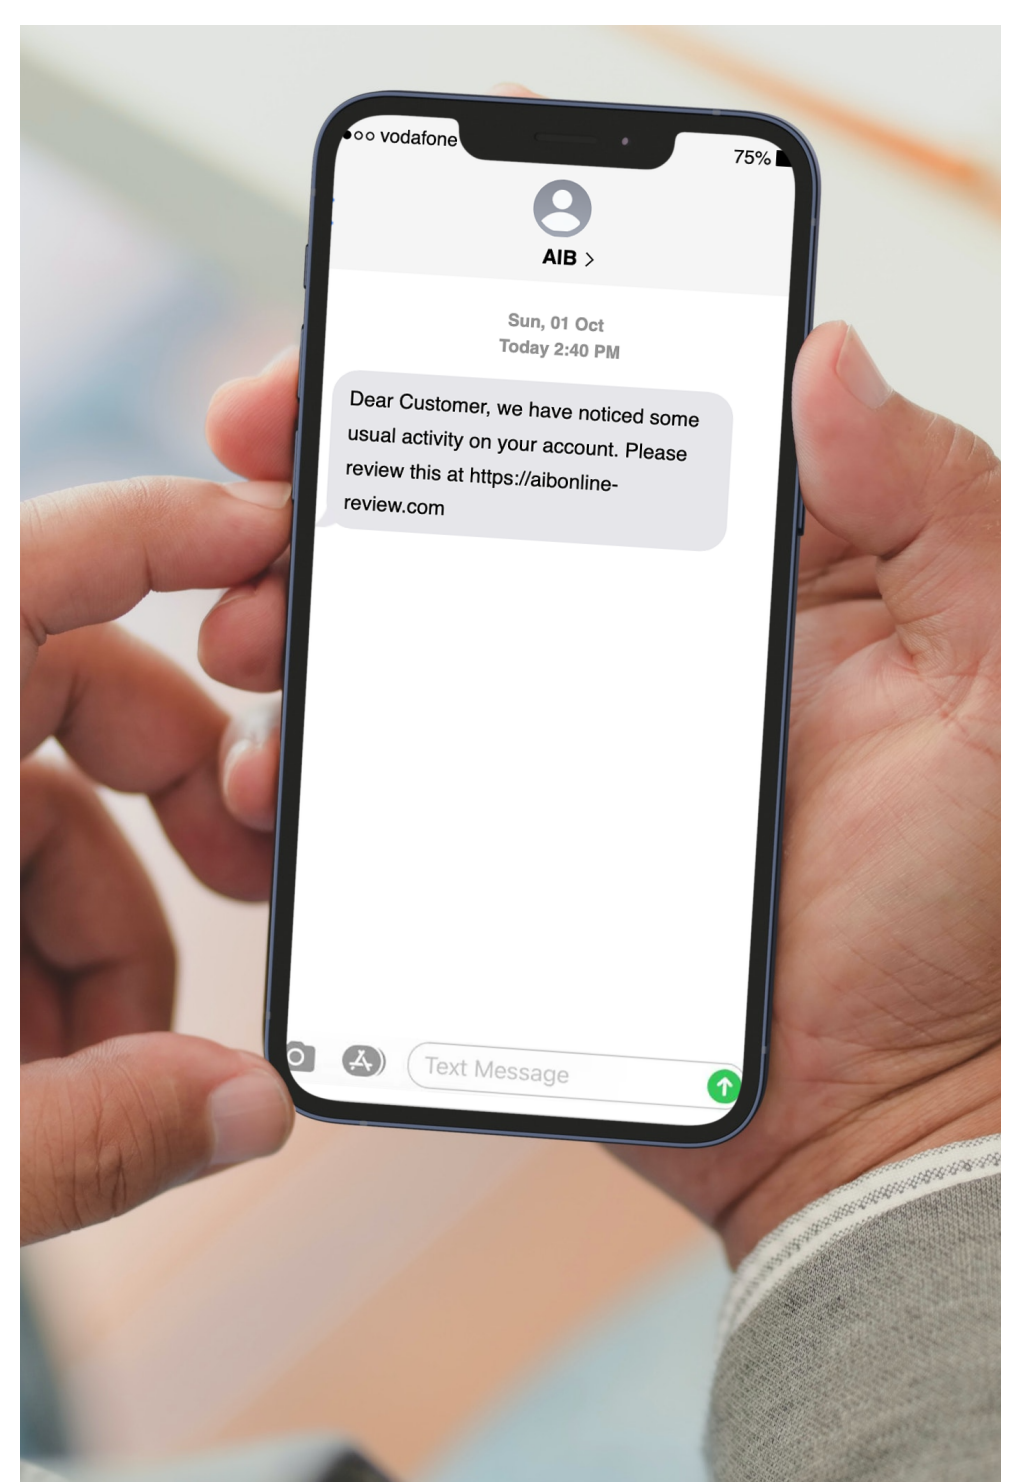 vodafone
75%
AIB >
Sun, 01 Oct
Today 2:40 PM
Dear Customer, we have noticed some
usual activity on your account. Please
review this at https://aibonline-
review.com
Text Message